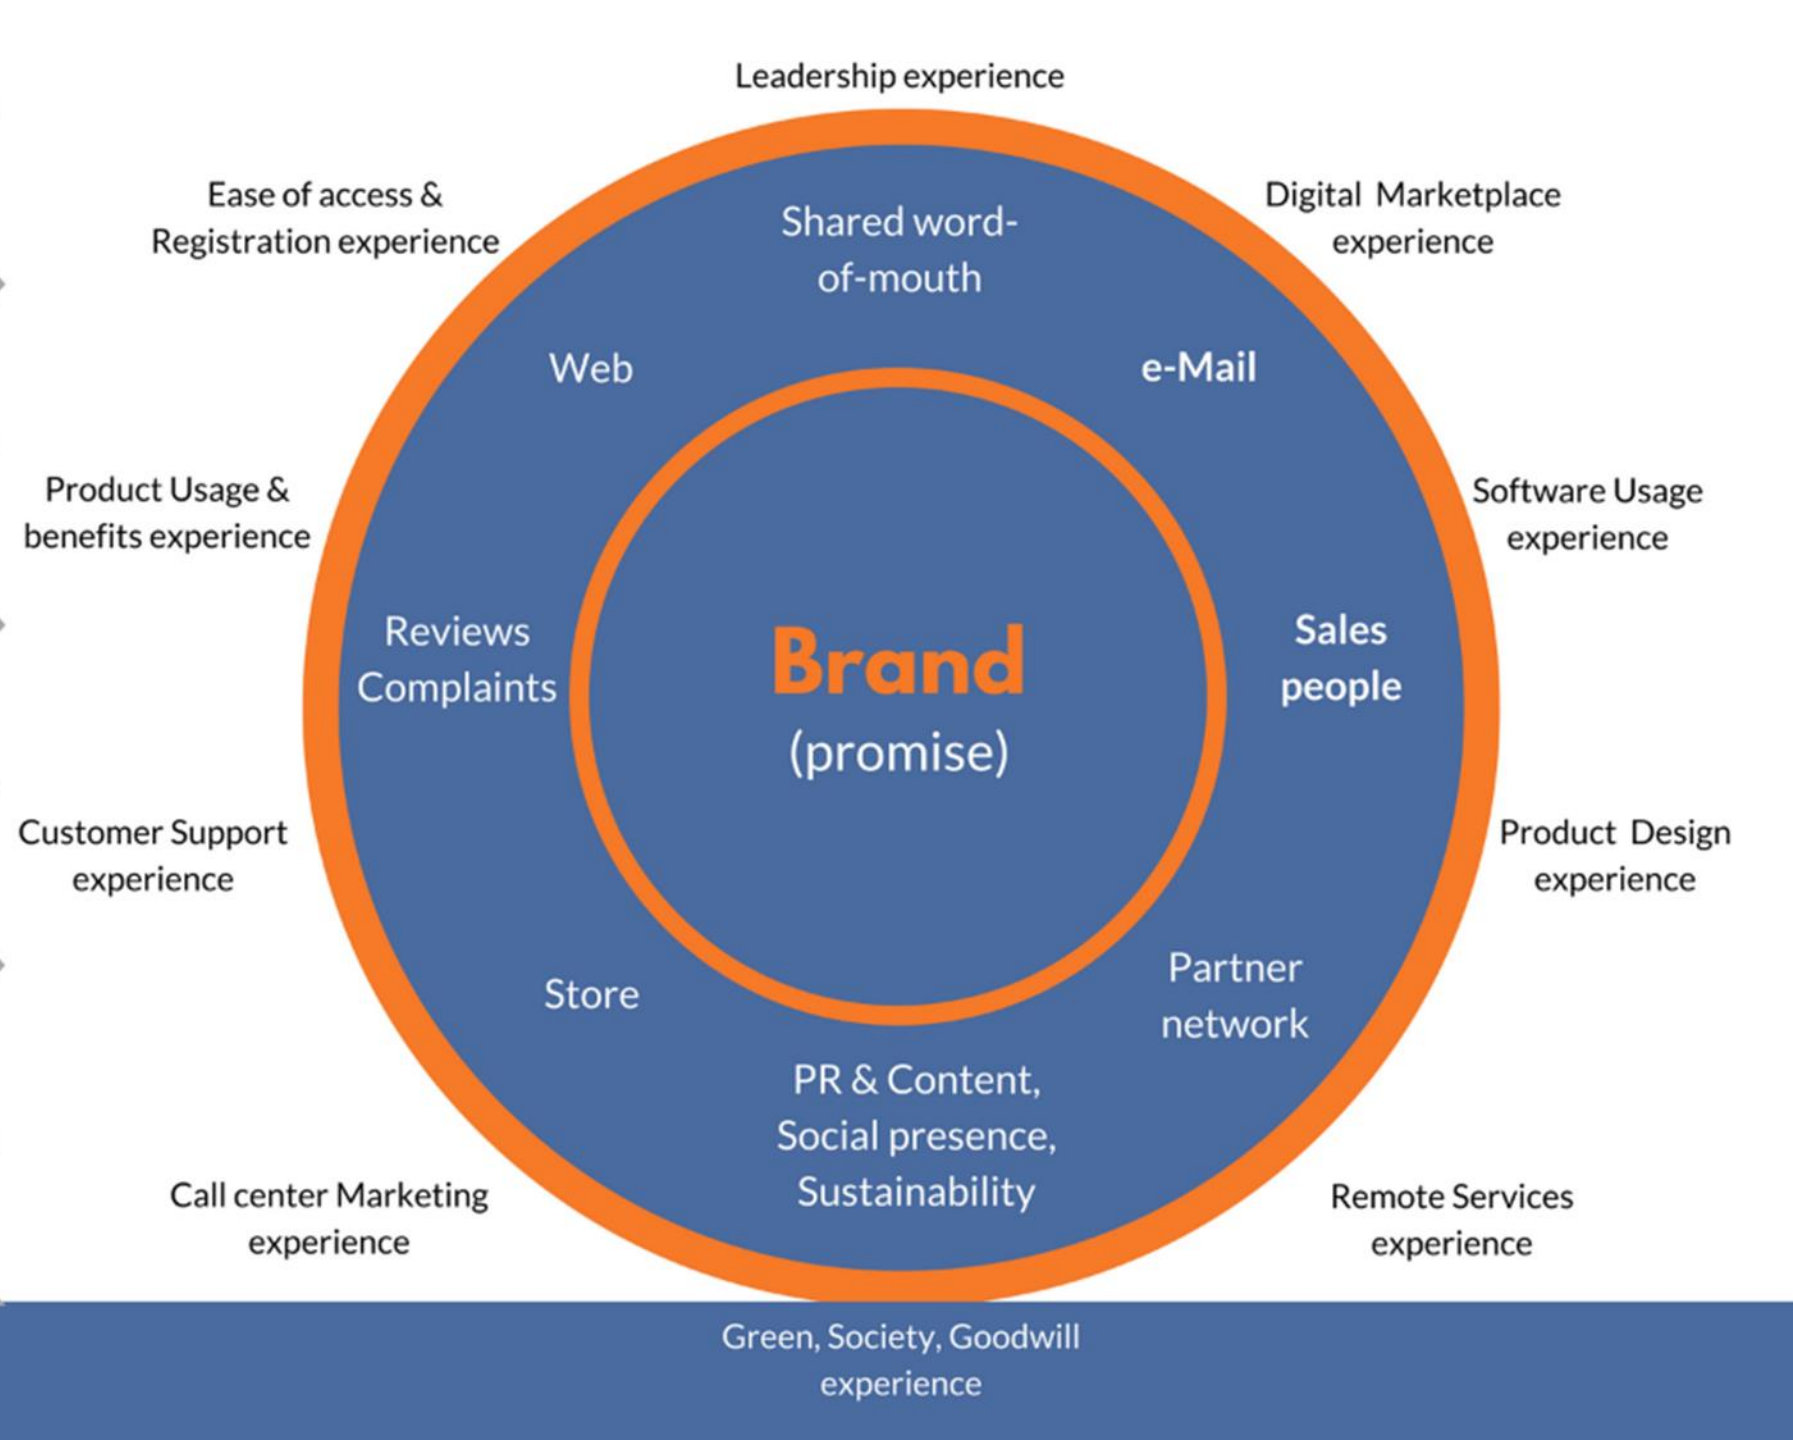 Leadership experience
Ease of access &
Registration experience
Digital Marketplace
experience
Shared word-
of-mouth
Web
e-Mail
Product Usage &
benefits experience
Software Usage
experience
Reviews
Complaints
Brand
(promise)
Sales
people
Customer Support
experience
Product Design
experience
Store
Partner
network
PR & Content,
Social presence,
Sustainability
Call center Marketing
experience
Remote Services
experience
Green, Society, Goodwill
experience